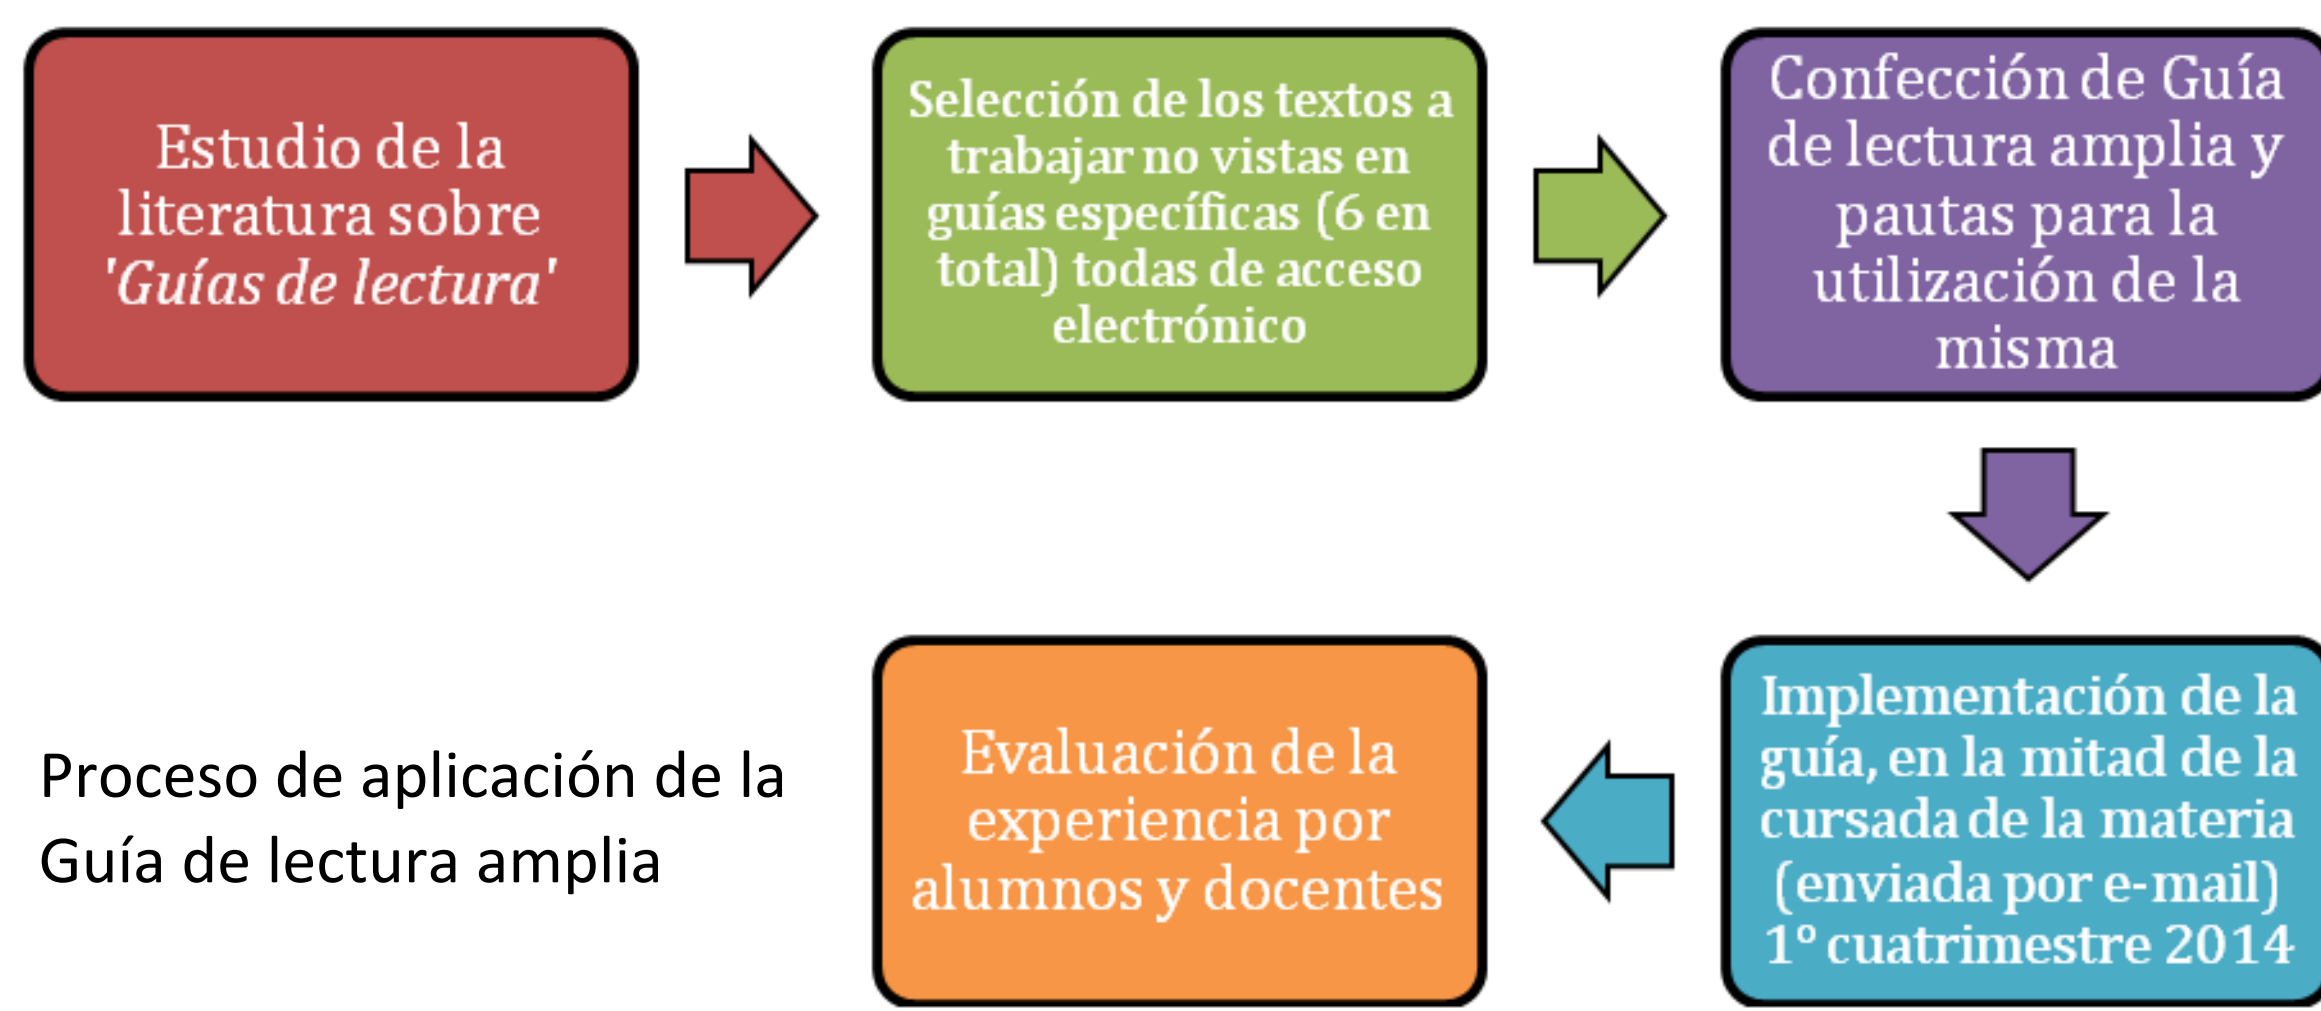 Estudio de la
literatura sobre
'Guías de lectura'
Selección de los textos a
trabajar no vistas en
guías específicas (6 en
total) todas de acceso
electrónico
Confección de Guía
de lectura amplia y
pautas para la
utilización de la
misma
Implementación de la
guía, en la mitad de la
cursada de la materia
(enviada por e-mail)
1º cuatrimestre 2014
Evaluación de la
experiencia por
alumnos y docentes
Proceso de aplicación de la
Guía de lectura amplia